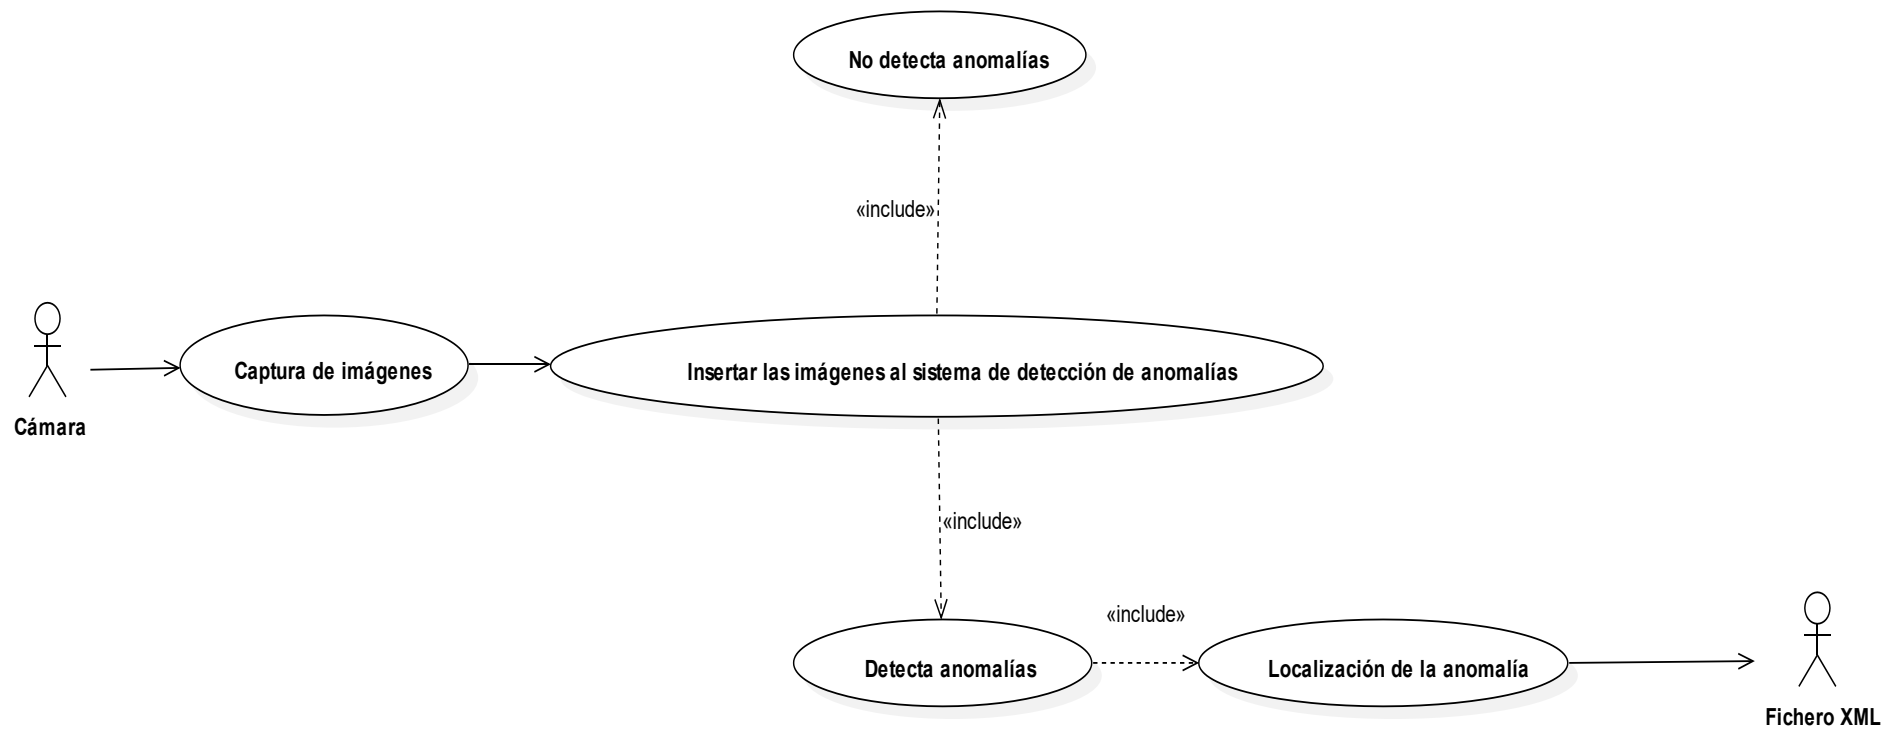 No detecta anomalías
«include»
Captura de imágenes
Insertar las imágenes al sistema de detección de anomalías
Cámara
«include»
«include»
Detecta anomalías
Localización de la anomalía
Fichero XML